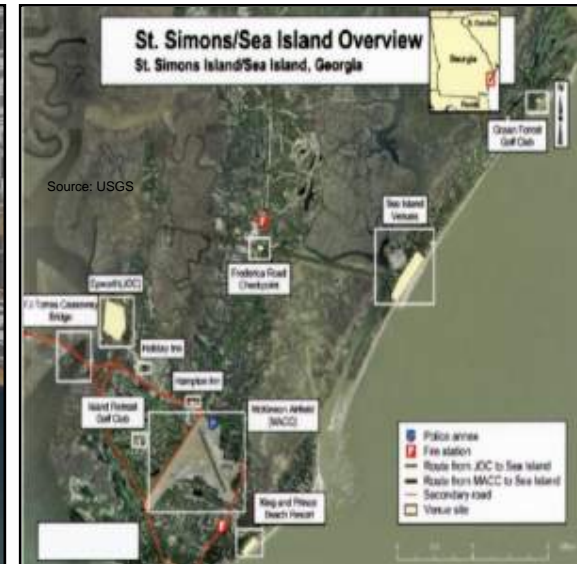 St. Simons/Sea Island Overview
St. Simons Island/Sea Island, Georgia
Georgia
Ocean Forest
Golf Club
Source: USGS
Sea Island
Venues
Frederica Road
Checkpoint
Epworth (JOC)
F.J. Torras Causeway
Bridge
Holiday Inn
Hampton Inn
Island Retreat
Golf Club
McKinnon Airfield
(MACC)
King and Prince
Beach Resort
Police annex
F Fire station
Route from JOC to Sea Island
Route from MACC to Sea Island
Secondary road
Venue site